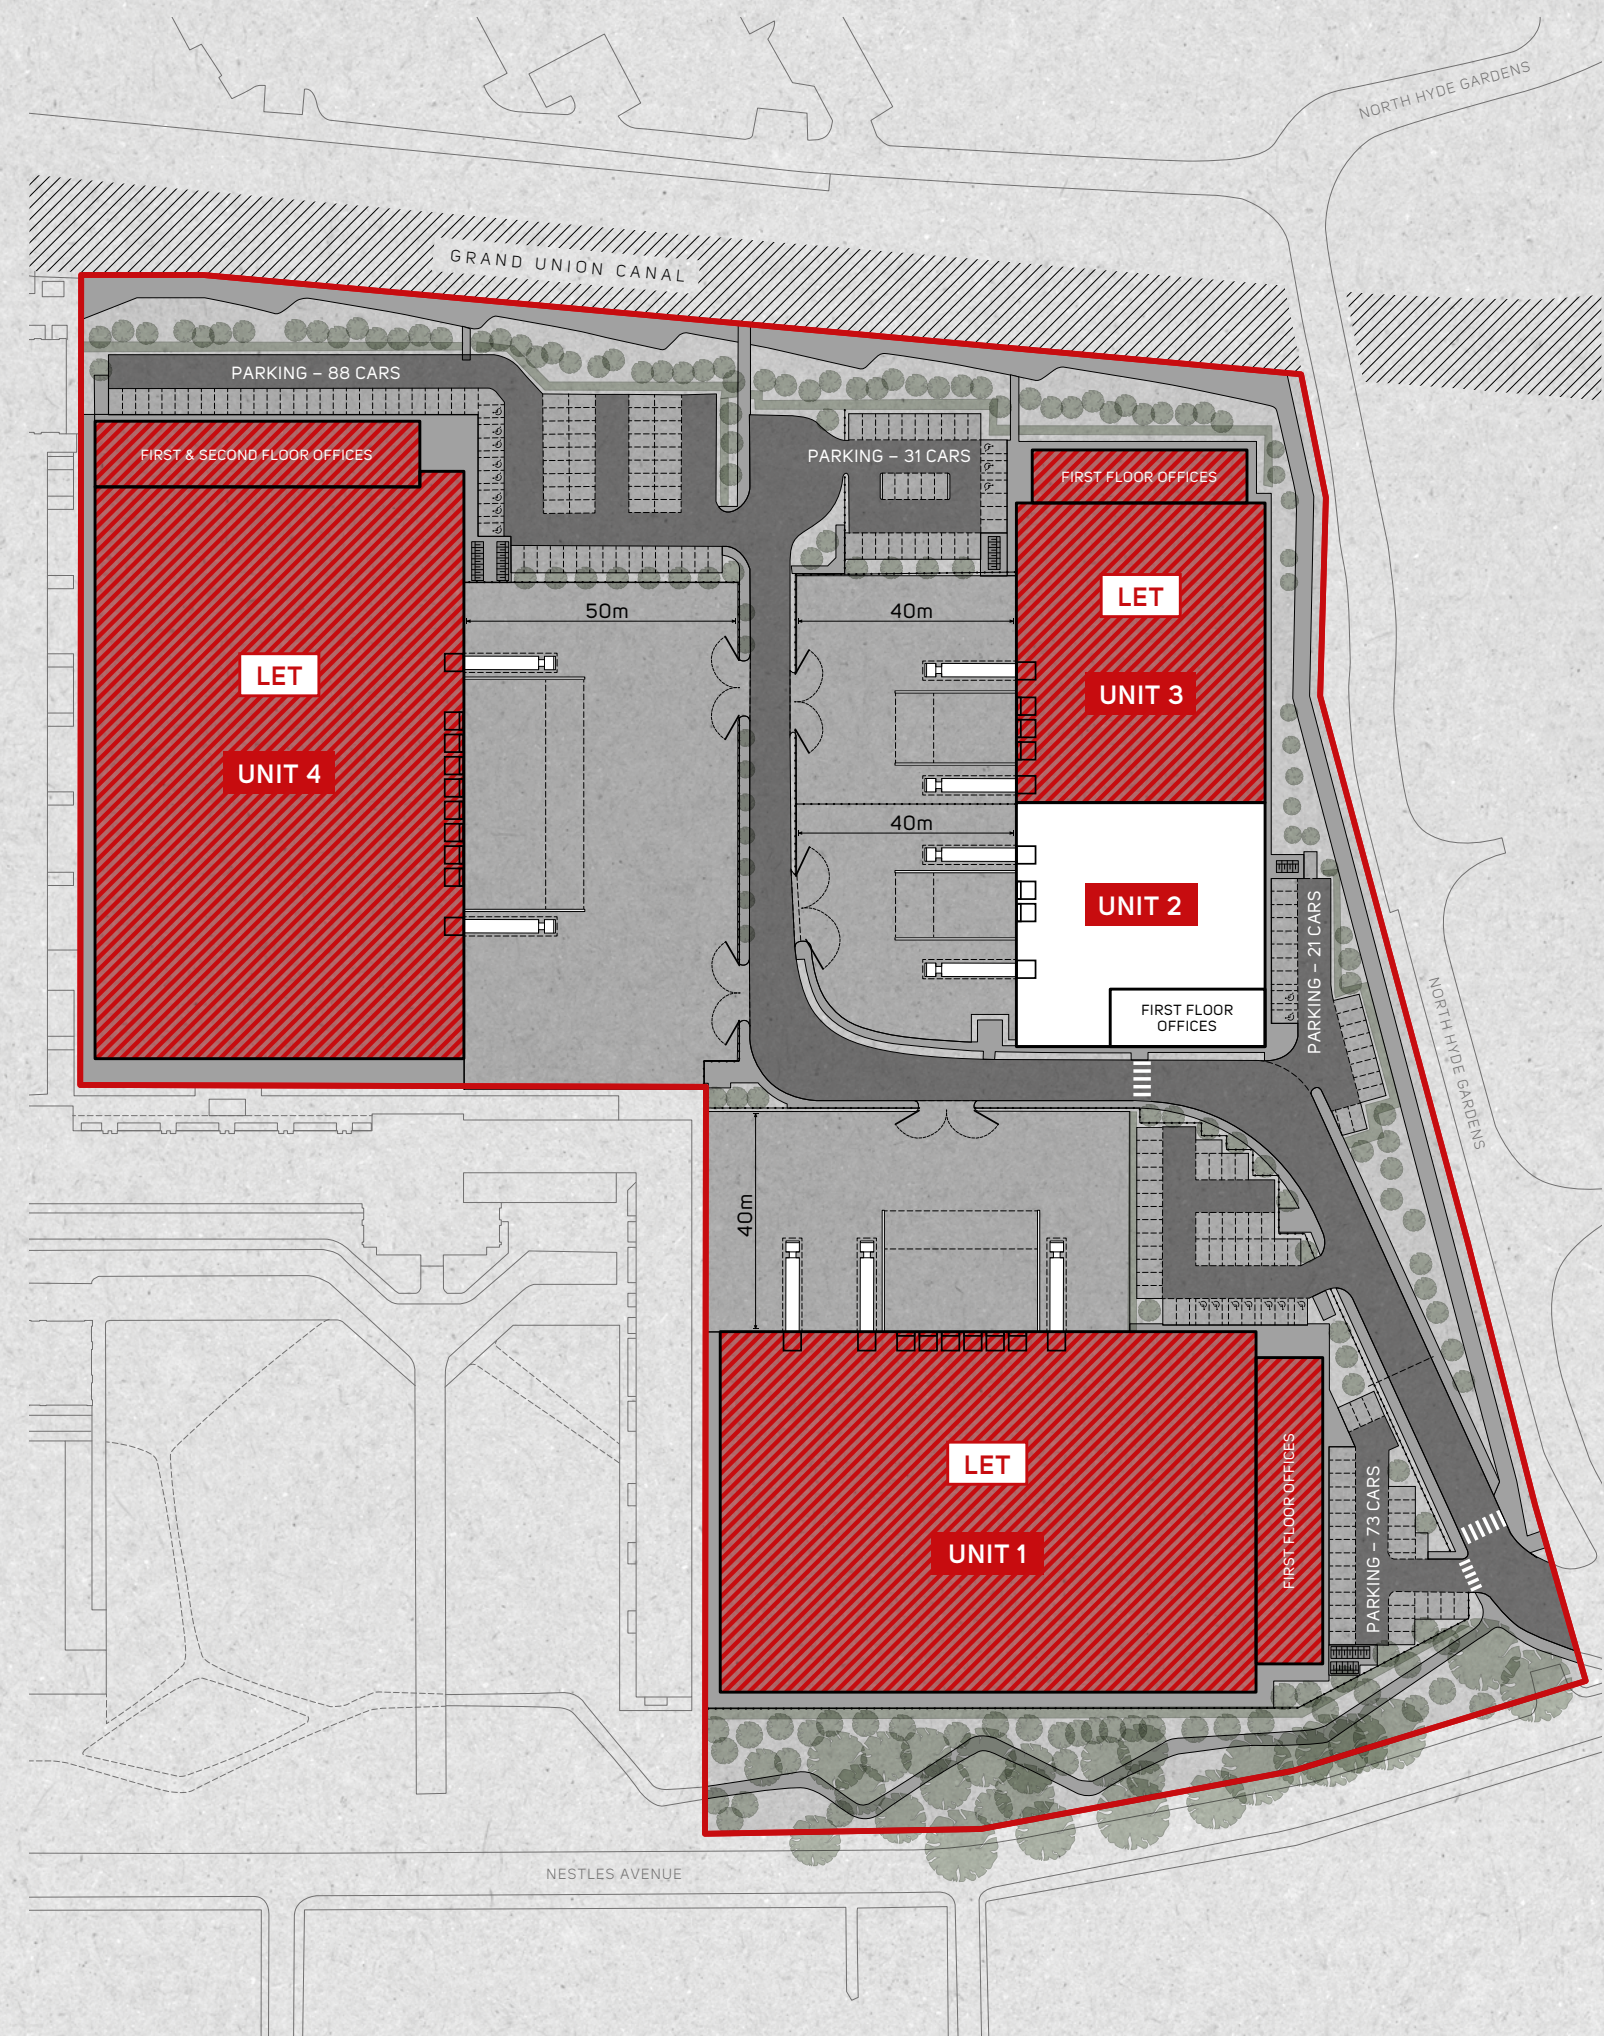 NORTH HYDE GARDENS
GRAND UNION CANAL
PARKING – 88 CARS
FIRST & SECOND FLOOR OFFICES
PARKING – 31 CARS
FIRST FLOOR OFFICES
LET
UNIT 3
50m
40m
LET
UNIT 4
40m
UNIT 2
FIRST FLOOR
OFFICES
PARKING – 21 CARS
NORTH HYDE GARDENS
40m
LET
UNIT 1
FIRST FLOOR OFFICES
PARKING – 73 CARS
NESTLES AVENUE